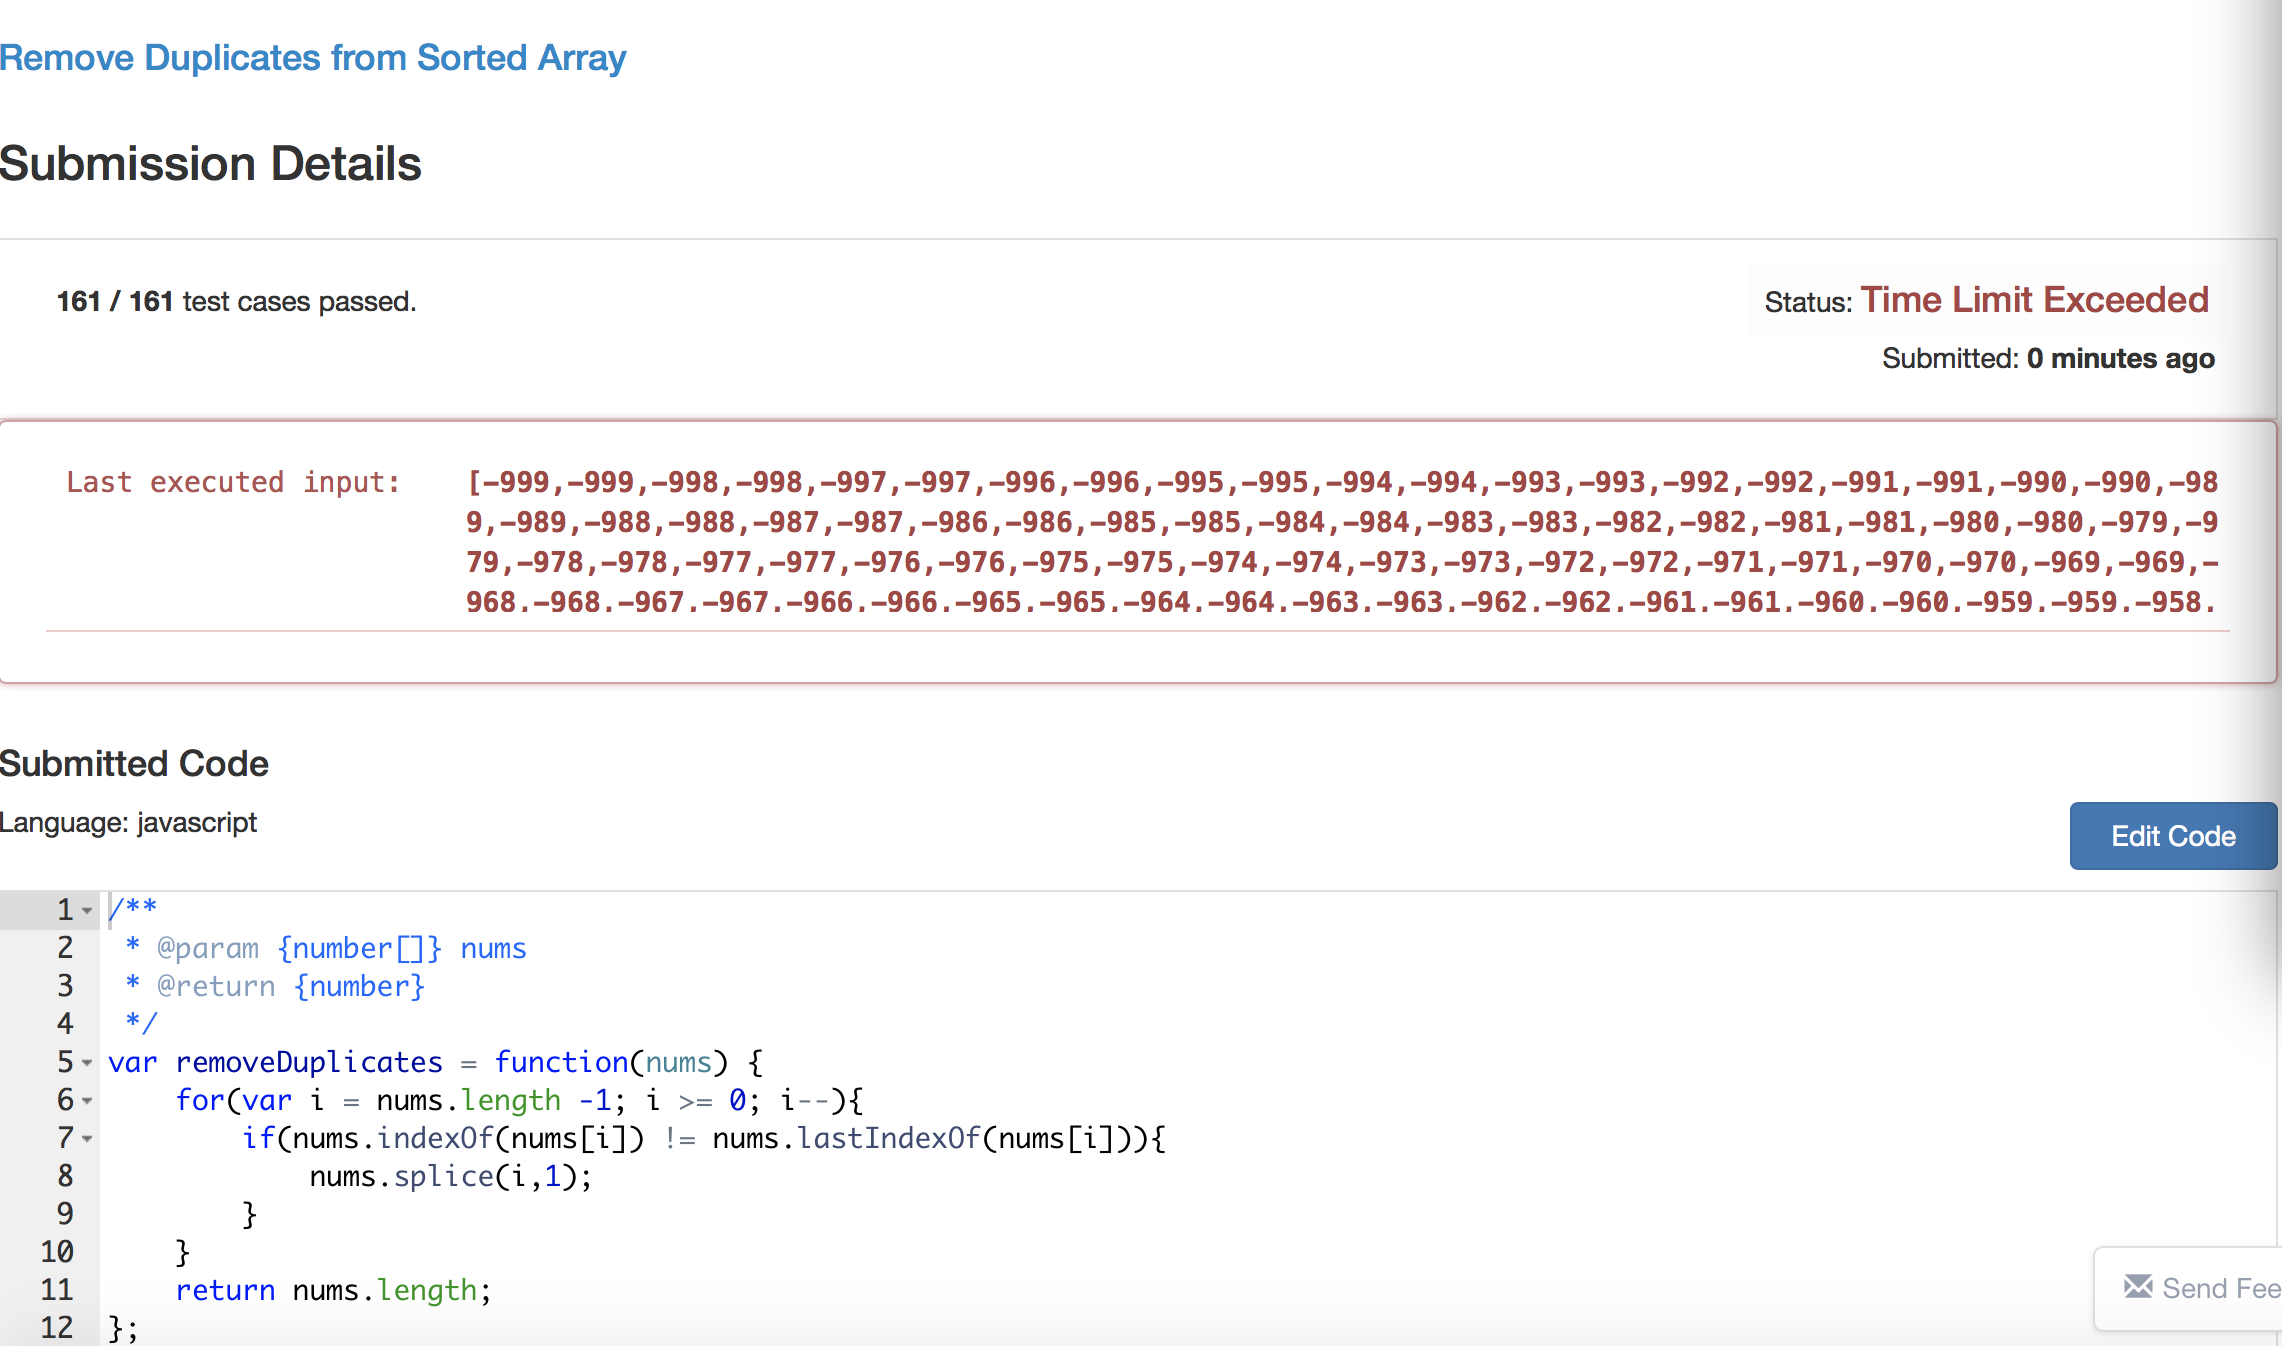 Remove Duplicates from Sorted Array
Submission Details
161 / 161 test cases passed.
Status: Time Limit Exceeded
Submitted: 0 minutes ago
Last executed input:
[-999,-999,-998,-998,-997,-997,-996,-996,-995,-995,-994,-994,-993,-993,-992,-992,-991,-991,-990,-990,-98
9,-989,-988,-988,-987,-987,-986,-986,-985,-985,-984,-984,-983,-983,-982,-982,-981,-981,-980,-980,-979,-9
79,-978,-978,-977,-977,-976,-976,-975,-975,-974,-974,-973,-973,-972,-972,-971,-971,-970,-970,-969,-969,-
968,-968,-967,-967,-966,-966,-965,-965,-964,-964,-963,-963,-962,-962,-961,-961,-960,-960,-959,-959,-958,
Submitted Code
Language: javascript
Edit Code
1 /**
2  * @param {number[]} nums
3  * @return {number}
4  */
5 var removeDuplicates = function(nums) {
6     for(var i = nums.length -1; i >= 0; i--){
7         if(nums.indexOf(nums[i]) != nums.lastIndexOf(nums[i])){
8             nums.splice(i,1);
9         }
10     }
11     return nums.length;
12 };
Send Fee